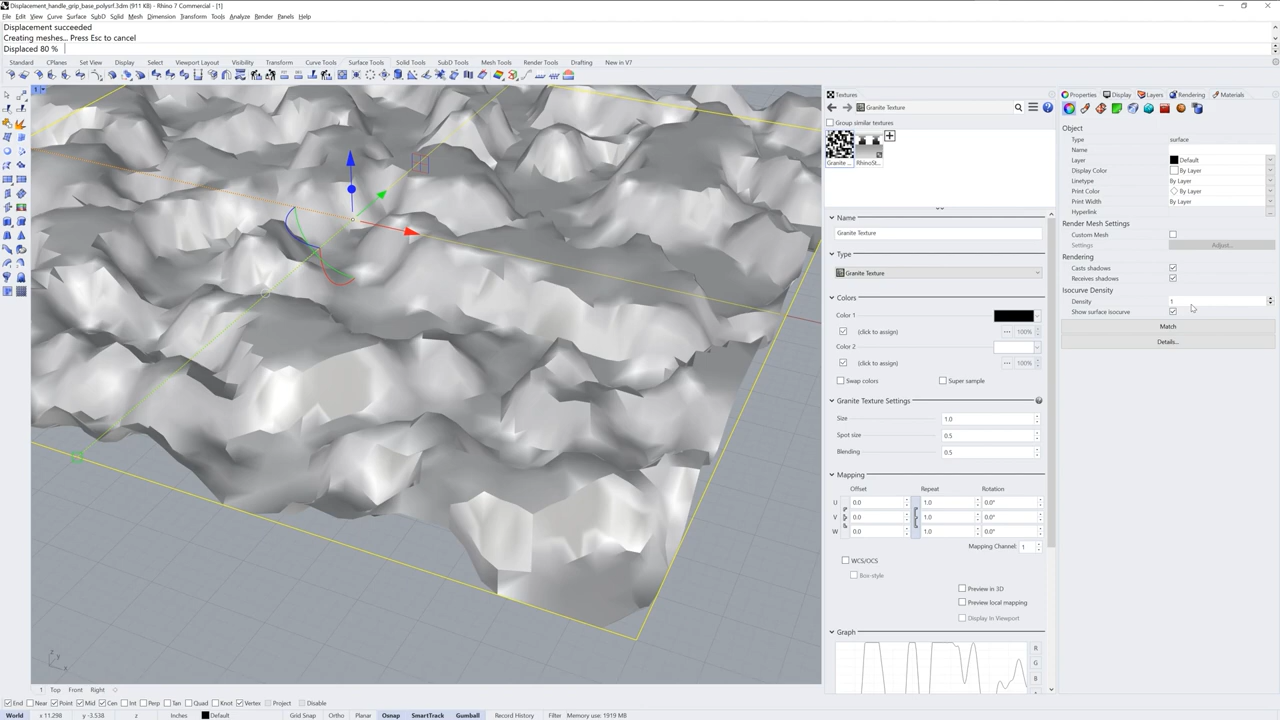 Displacement_handle_grip_base_polysrf.3dm (911 KB) - Rhino 7 Commercial - [1]
File Edit View Curve Surface SubD Solid Mesh Dimension Transform Tools Analyze Render Panels Help
Displacement succeeded
Creating meshes... Press Esc to cancel
Displaced 80 %
Standard CPlanes Set View Display Select Viewport Layout Visibility Transform Curve Tools Surface Tools Solid Tools SubD Tools Mesh Tools Render Tools Drafting New in V7
1
Textures
Granite Texture
Group similar textures
Granite ... RhinoSt...
Name
Granite Texture
Type
Granite Texture
Colors
Color 1
(click to assign) 100%
Color 2
(click to assign) 100%
Swap colors Super sample
Granite Texture Settings
Size 1.0
Spot size 0.5
Blending 0.5
Mapping
Offset Repeat Rotation
U 0.0 1.0 0.0°
V 0.0 1.0 0.0°
W 0.0 1.0 0.0°
Mapping Channel: 1
WCS/OCS
Box-style
Preview in 3D
Preview local mapping
Display In Viewport
Graph
R
G
B
Properties Display Layers Rendering Materials
Object
Type surface
Name
Layer Default
Display Color By Layer
Linetype By Layer
Print Color By Layer
Print Width By Layer
Hyperlink ...
Render Mesh Settings
Custom Mesh
Settings Adjust...
Rendering
Casts shadows
Receives shadows
Isocurve Density
Density 1
Show surface isocurve
Match
Details...
z
y
x
1 Top Front Right
End Near Point Mid Cen Int Perp Tan Quad Knot Vertex Project Disable
World x 11.298 y -3.538 z Inches Default Grid Snap Ortho Planar Osnap SmartTrack Gumball Record History Filter Memory use: 1919 MB